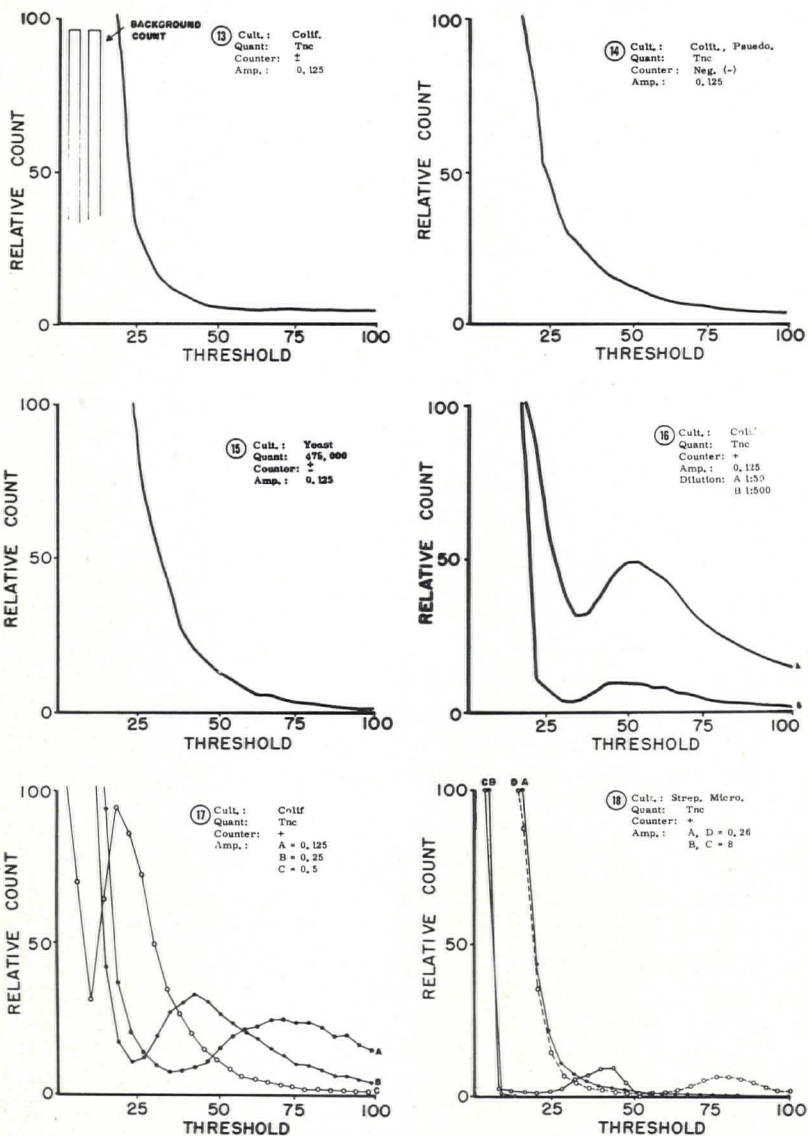 100
BACKGROUND
COUNT
13 Cult.: Colif.
Quant: Tnc
Counter: ±
Amp.: 0.125
RELATIVE COUNT
50
0
25
50
75
100
THRESHOLD
100
14 Cult.: Colit., Psuedo.
Quant: Tnc
Counter: Neg. (-)
Amp.: 0.125
RELATIVE COUNT
50
0
25
50
75
100
THRESHOLD
100
15 Cult.: Yeast
Quant: 475,000
Counter: ±
Amp.: 0.125
RELATIVE COUNT
50
0
25
50
75
100
THRESHOLD
100
16 Cult.:
Quant: Tnc
Counter: +
Amp.: 0.125
Dilution: A 1:50
B 1:500
RELATIVE COUNT
50
0
A
B
25
50
75
100
THRESHOLD
100
17 Cult.: Colif
Quant: Tnc
Counter: +
Amp.: A = 0.125
B = 0.25
C = 0.5
RELATIVE COUNT
50
0
A
B
C
25
50
75
100
THRESHOLD
100
CB
DA
18 Cult.: Strep. Micro.
Quant: Tnc
Counter: +
Amp.: A, D = 0.26
B, C = 8
RELATIVE COUNT
50
0
25
50
75
100
THRESHOLD